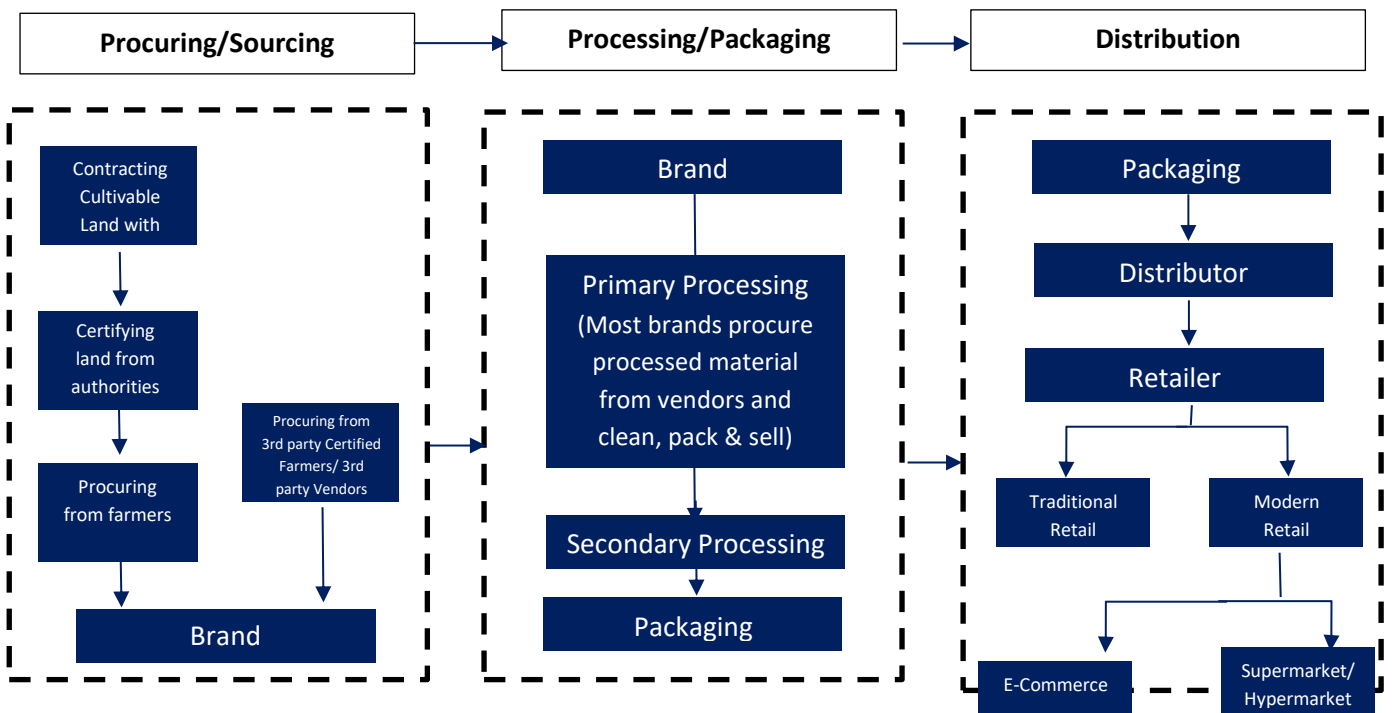 Procuring/Sourcing
Processing/Packaging
Distribution
Contracting
Cultivable
Land with
Certifying
land from
authorities
Procuring
from farmers
Procuring from
3rd party Certified
Farmers/ 3rd
party Vendors
Brand
Brand
Primary Processing
(Most brands procure
processed material
from vendors and
clean, pack & sell)
Secondary Processing
Packaging
Packaging
Distributor
Retailer
Traditional
Retail
Modern
Retail
E-Commerce
Supermarket/
Hypermarket